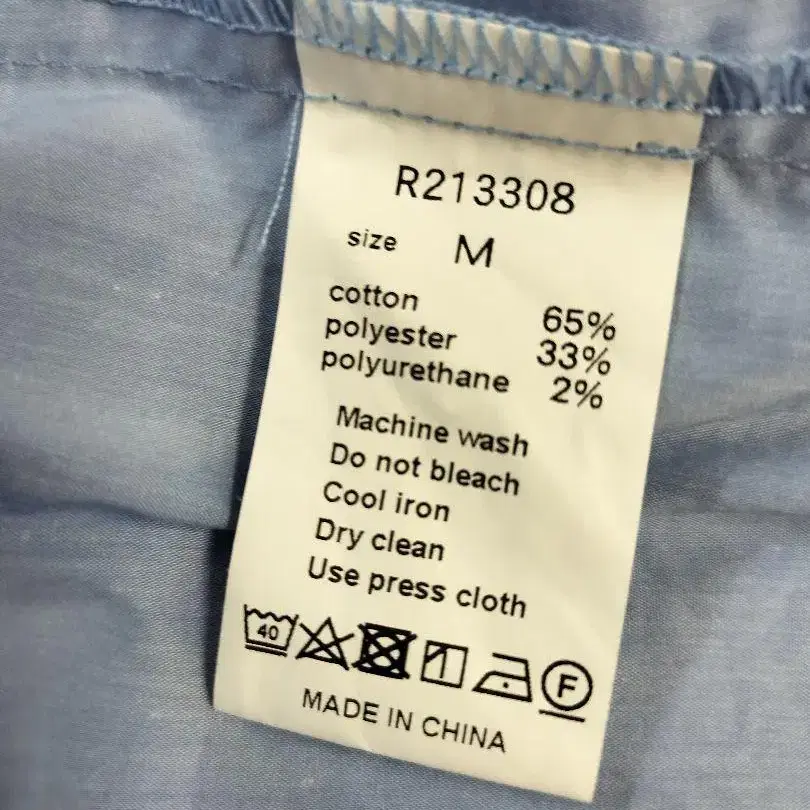 R213308
size M
cotton 65%
polyester 33%
polyurethane 2%
Machine wash
Do not bleach
Cool iron
Dry clean
Use press cloth
40 F
MADE IN CHINA